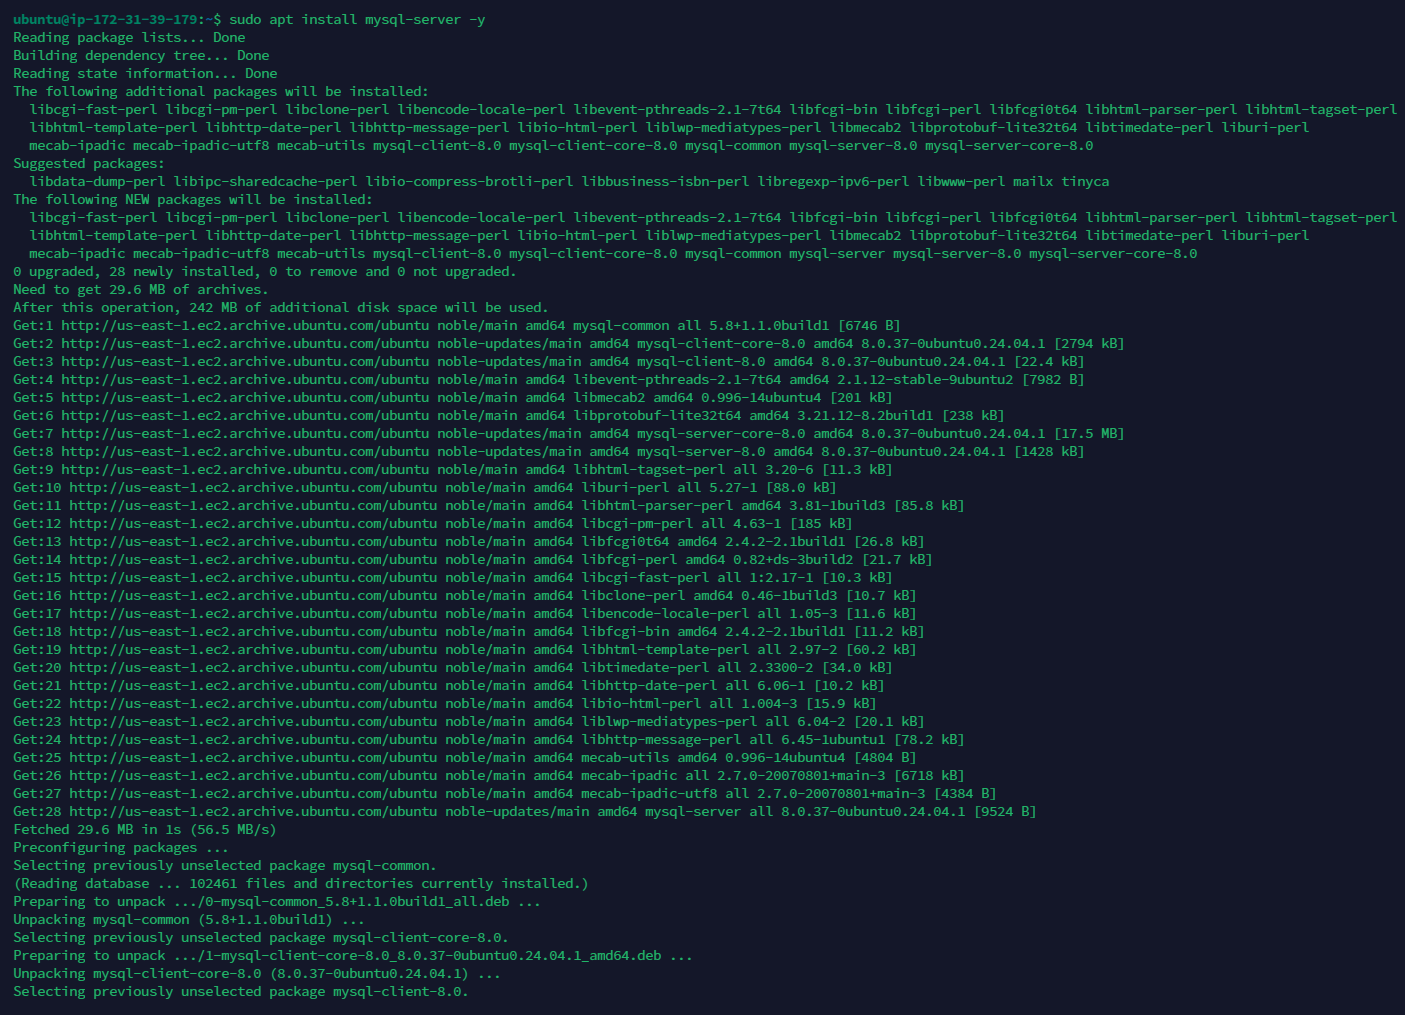 ubuntu@ip-172-31-39-179:~$ sudo apt install mysql-server -y
Reading package lists... Done
Building dependency tree... Done
Reading state information... Done
The following additional packages will be installed:
  libcgi-fast-perl libcgi-pm-perl libclone-perl libencode-locale-perl libevent-pthreads-2.1-7t64 libfcgi-bin libfcgi-perl libfcgi0t64 libhtml-parser-perl libhtml-tagset-perl
  libhtml-template-perl libhttp-date-perl libhttp-message-perl libio-html-perl liblwp-mediatypes-perl libmecab2 libprotobuf-lite32t64 libtimedate-perl liburi-perl
  mecab-ipadic mecab-ipadic-utf8 mecab-utils mysql-client-8.0 mysql-client-core-8.0 mysql-common mysql-server-8.0 mysql-server-core-8.0
Suggested packages:
  libdata-dump-perl libipc-sharedcache-perl libio-compress-brotli-perl libbusiness-isbn-perl libregexp-ipv6-perl libwww-perl mailx tinyca
The following NEW packages will be installed:
  libcgi-fast-perl libcgi-pm-perl libclone-perl libencode-locale-perl libevent-pthreads-2.1-7t64 libfcgi-bin libfcgi-perl libfcgi0t64 libhtml-parser-perl libhtml-tagset-perl
  libhtml-template-perl libhttp-date-perl libhttp-message-perl libio-html-perl liblwp-mediatypes-perl libmecab2 libprotobuf-lite32t64 libtimedate-perl liburi-perl
  mecab-ipadic mecab-ipadic-utf8 mecab-utils mysql-client-8.0 mysql-client-core-8.0 mysql-common mysql-server mysql-server-8.0 mysql-server-core-8.0
0 upgraded, 28 newly installed, 0 to remove and 0 not upgraded.
Need to get 29.6 MB of archives.
After this operation, 242 MB of additional disk space will be used.
Get:1 http://us-east-1.ec2.archive.ubuntu.com/ubuntu noble/main amd64 mysql-common all 5.8+1.1.0build1 [6746 B]
Get:2 http://us-east-1.ec2.archive.ubuntu.com/ubuntu noble-updates/main amd64 mysql-client-core-8.0 amd64 8.0.37-0ubuntu0.24.04.1 [2794 kB]
Get:3 http://us-east-1.ec2.archive.ubuntu.com/ubuntu noble-updates/main amd64 mysql-client-8.0 amd64 8.0.37-0ubuntu0.24.04.1 [22.4 kB]
Get:4 http://us-east-1.ec2.archive.ubuntu.com/ubuntu noble/main amd64 libevent-pthreads-2.1-7t64 amd64 2.1.12-stable-9ubuntu2 [7982 B]
Get:5 http://us-east-1.ec2.archive.ubuntu.com/ubuntu noble/main amd64 libmecab2 amd64 0.996-14ubuntu4 [201 kB]
Get:6 http://us-east-1.ec2.archive.ubuntu.com/ubuntu noble/main amd64 libprotobuf-lite32t64 amd64 3.21.12-8.2build1 [238 kB]
Get:7 http://us-east-1.ec2.archive.ubuntu.com/ubuntu noble-updates/main amd64 mysql-server-core-8.0 amd64 8.0.37-0ubuntu0.24.04.1 [17.5 MB]
Get:8 http://us-east-1.ec2.archive.ubuntu.com/ubuntu noble-updates/main amd64 mysql-server-8.0 amd64 8.0.37-0ubuntu0.24.04.1 [1428 kB]
Get:9 http://us-east-1.ec2.archive.ubuntu.com/ubuntu noble/main amd64 libhtml-tagset-perl all 3.20-6 [11.3 kB]
Get:10 http://us-east-1.ec2.archive.ubuntu.com/ubuntu noble/main amd64 liburi-perl all 5.27-1 [88.0 kB]
Get:11 http://us-east-1.ec2.archive.ubuntu.com/ubuntu noble/main amd64 libhtml-parser-perl amd64 3.81-1build3 [85.8 kB]
Get:12 http://us-east-1.ec2.archive.ubuntu.com/ubuntu noble/main amd64 libcgi-pm-perl all 4.63-1 [185 kB]
Get:13 http://us-east-1.ec2.archive.ubuntu.com/ubuntu noble/main amd64 libfcgi0t64 amd64 2.4.2-2.1build1 [26.8 kB]
Get:14 http://us-east-1.ec2.archive.ubuntu.com/ubuntu noble/main amd64 libfcgi-perl amd64 0.82+ds-3build2 [21.7 kB]
Get:15 http://us-east-1.ec2.archive.ubuntu.com/ubuntu noble/main amd64 libcgi-fast-perl all 1:2.17-1 [10.3 kB]
Get:16 http://us-east-1.ec2.archive.ubuntu.com/ubuntu noble/main amd64 libclone-perl amd64 0.46-1build3 [10.7 kB]
Get:17 http://us-east-1.ec2.archive.ubuntu.com/ubuntu noble/main amd64 libencode-locale-perl all 1.05-3 [11.6 kB]
Get:18 http://us-east-1.ec2.archive.ubuntu.com/ubuntu noble/main amd64 libfcgi-bin amd64 2.4.2-2.1build1 [11.2 kB]
Get:19 http://us-east-1.ec2.archive.ubuntu.com/ubuntu noble/main amd64 libhtml-template-perl all 2.97-2 [60.2 kB]
Get:20 http://us-east-1.ec2.archive.ubuntu.com/ubuntu noble/main amd64 libtimedate-perl all 2.3300-2 [34.0 kB]
Get:21 http://us-east-1.ec2.archive.ubuntu.com/ubuntu noble/main amd64 libhttp-date-perl all 6.06-1 [10.2 kB]
Get:22 http://us-east-1.ec2.archive.ubuntu.com/ubuntu noble/main amd64 libio-html-perl all 1.004-3 [15.9 kB]
Get:23 http://us-east-1.ec2.archive.ubuntu.com/ubuntu noble/main amd64 liblwp-mediatypes-perl all 6.04-2 [20.1 kB]
Get:24 http://us-east-1.ec2.archive.ubuntu.com/ubuntu noble/main amd64 libhttp-message-perl all 6.45-1ubuntu1 [78.2 kB]
Get:25 http://us-east-1.ec2.archive.ubuntu.com/ubuntu noble/main amd64 mecab-utils amd64 0.996-14ubuntu4 [4804 B]
Get:26 http://us-east-1.ec2.archive.ubuntu.com/ubuntu noble/main amd64 mecab-ipadic all 2.7.0-20070801+main-3 [6718 kB]
Get:27 http://us-east-1.ec2.archive.ubuntu.com/ubuntu noble/main amd64 mecab-ipadic-utf8 all 2.7.0-20070801+main-3 [4384 B]
Get:28 http://us-east-1.ec2.archive.ubuntu.com/ubuntu noble-updates/main amd64 mysql-server all 8.0.37-0ubuntu0.24.04.1 [9524 B]
Fetched 29.6 MB in 1s (56.5 MB/s)
Preconfiguring packages ...
Selecting previously unselected package mysql-common.
(Reading database ... 102461 files and directories currently installed.)
Preparing to unpack .../0-mysql-common_5.8+1.1.0build1_all.deb ...
Unpacking mysql-common (5.8+1.1.0build1) ...
Selecting previously unselected package mysql-client-core-8.0.
Preparing to unpack .../1-mysql-client-core-8.0_8.0.37-0ubuntu0.24.04.1_amd64.deb ...
Unpacking mysql-client-core-8.0 (8.0.37-0ubuntu0.24.04.1) ...
Selecting previously unselected package mysql-client-8.0.